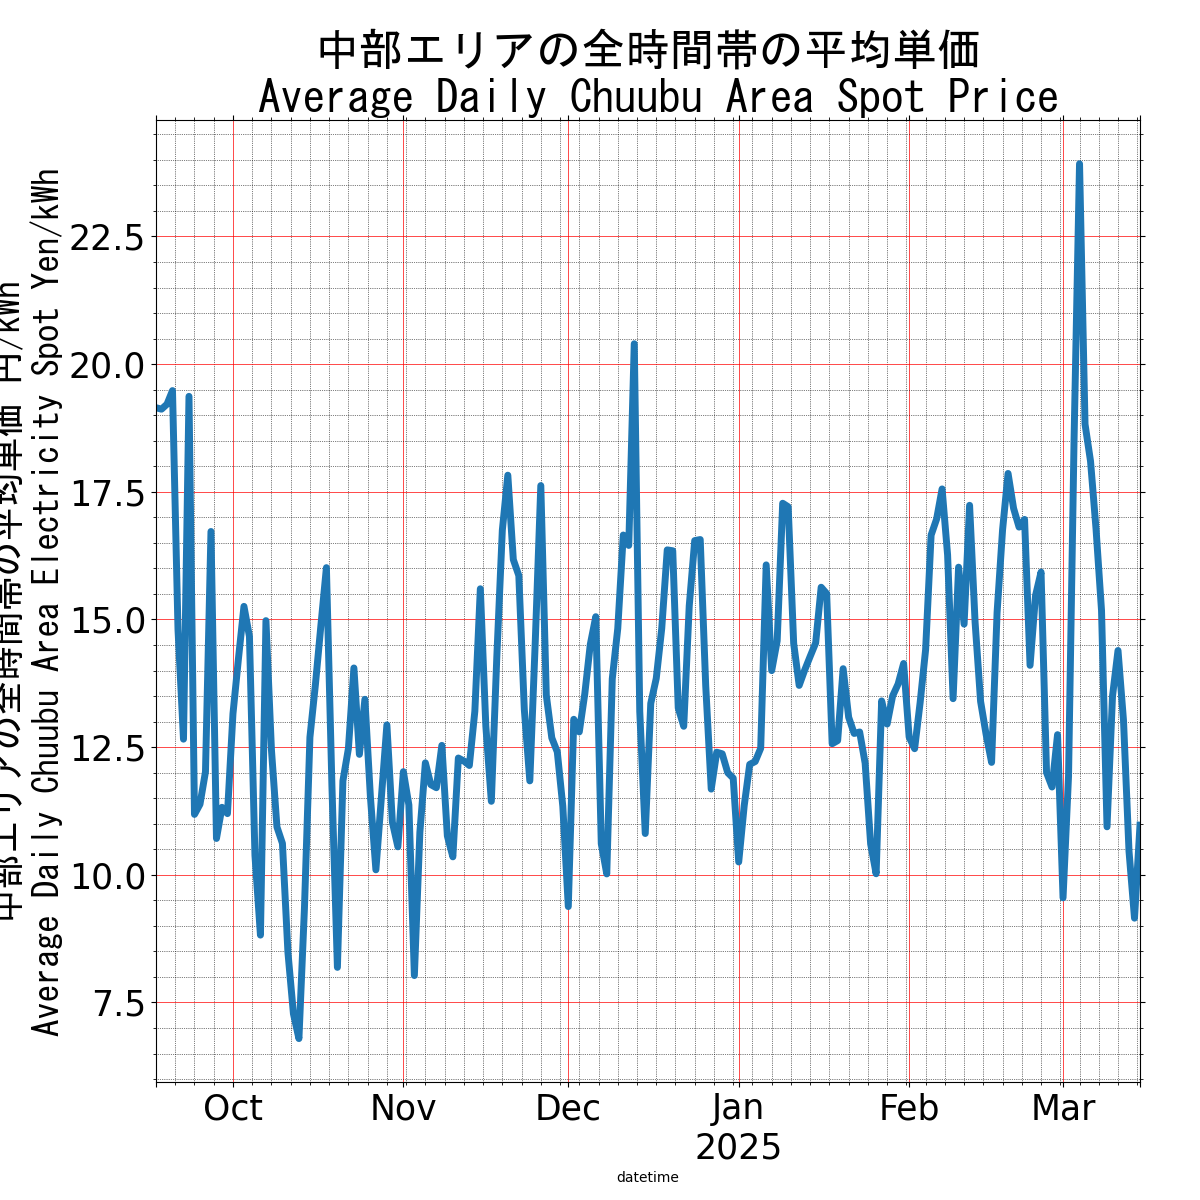 中部エリアの全時間帯の平均単価
Average Daily Chuubu Area Spot Price
中部エリアの全時間帯の平均単価 円/kWh
Average Daily Chuubu Area Electricity Spot Yen/kWh
22.5
20.0
17.5
15.0
12.5
10.0
7.5
Oct
Nov
Dec
Jan
Feb
Mar
2025
datetime